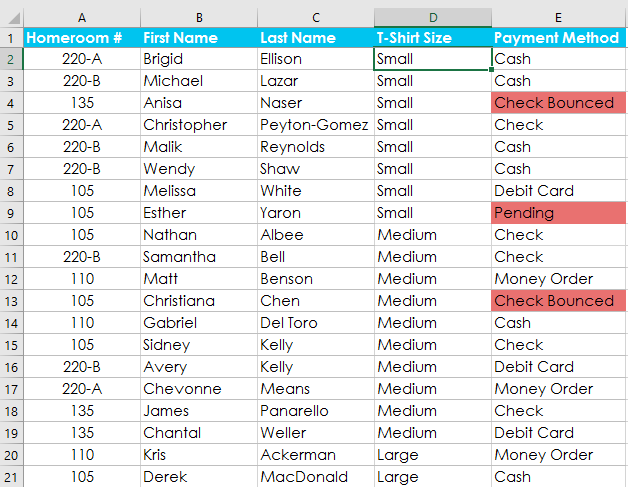 A B C D E
1 Homeroom # First Name Last Name T-Shirt Size Payment Method
2 220-A Brigid Ellison Small Cash
3 220-B Michael Lazar Small Cash
4 135 Anisa Naser Small Check Bounced
5 220-A Christopher Peyton-Gomez Small Check
6 220-B Malik Reynolds Small Cash
7 220-B Wendy Shaw Small Cash
8 105 Melissa White Small Debit Card
9 105 Esther Yaron Small Pending
10 105 Nathan Albee Medium Check
11 220-B Samantha Bell Medium Check
12 110 Matt Benson Medium Money Order
13 105 Christiana Chen Medium Check Bounced
14 110 Gabriel Del Toro Medium Cash
15 105 Sidney Kelly Medium Check
16 220-B Avery Kelly Medium Debit Card
17 220-A Chevonne Means Medium Money Order
18 135 James Panarello Medium Check
19 135 Chantal Weller Medium Debit Card
20 110 Kris Ackerman Large Money Order
21 105 Derek MacDonald Large Cash